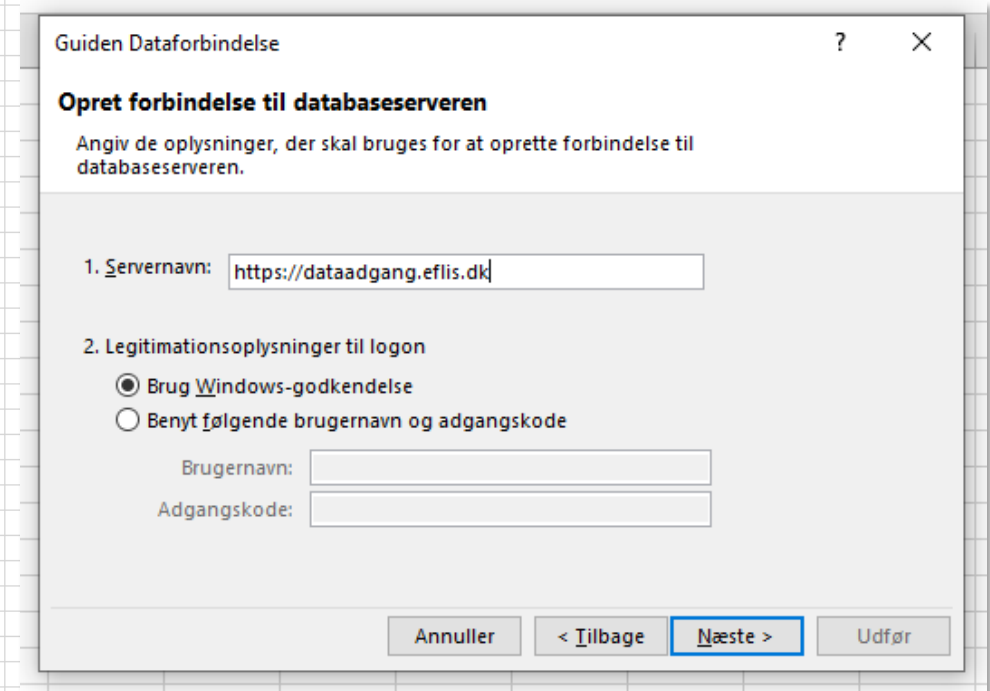 Guiden Dataforbindelse
?
Opret forbindelse til databaseserveren
Angiv de oplysninger, der skal bruges for at oprette forbindelse til
databaseserveren.
1. Servernavn: https://dataadgang.eflis.dk
2. Legitimationsoplysninger til logon
Brug Windows-godkendelse
Benyt følgende brugernavn og adgangskode
Brugernavn:
Adgangskode:
Annuller < Tilbage Næste > Udfør